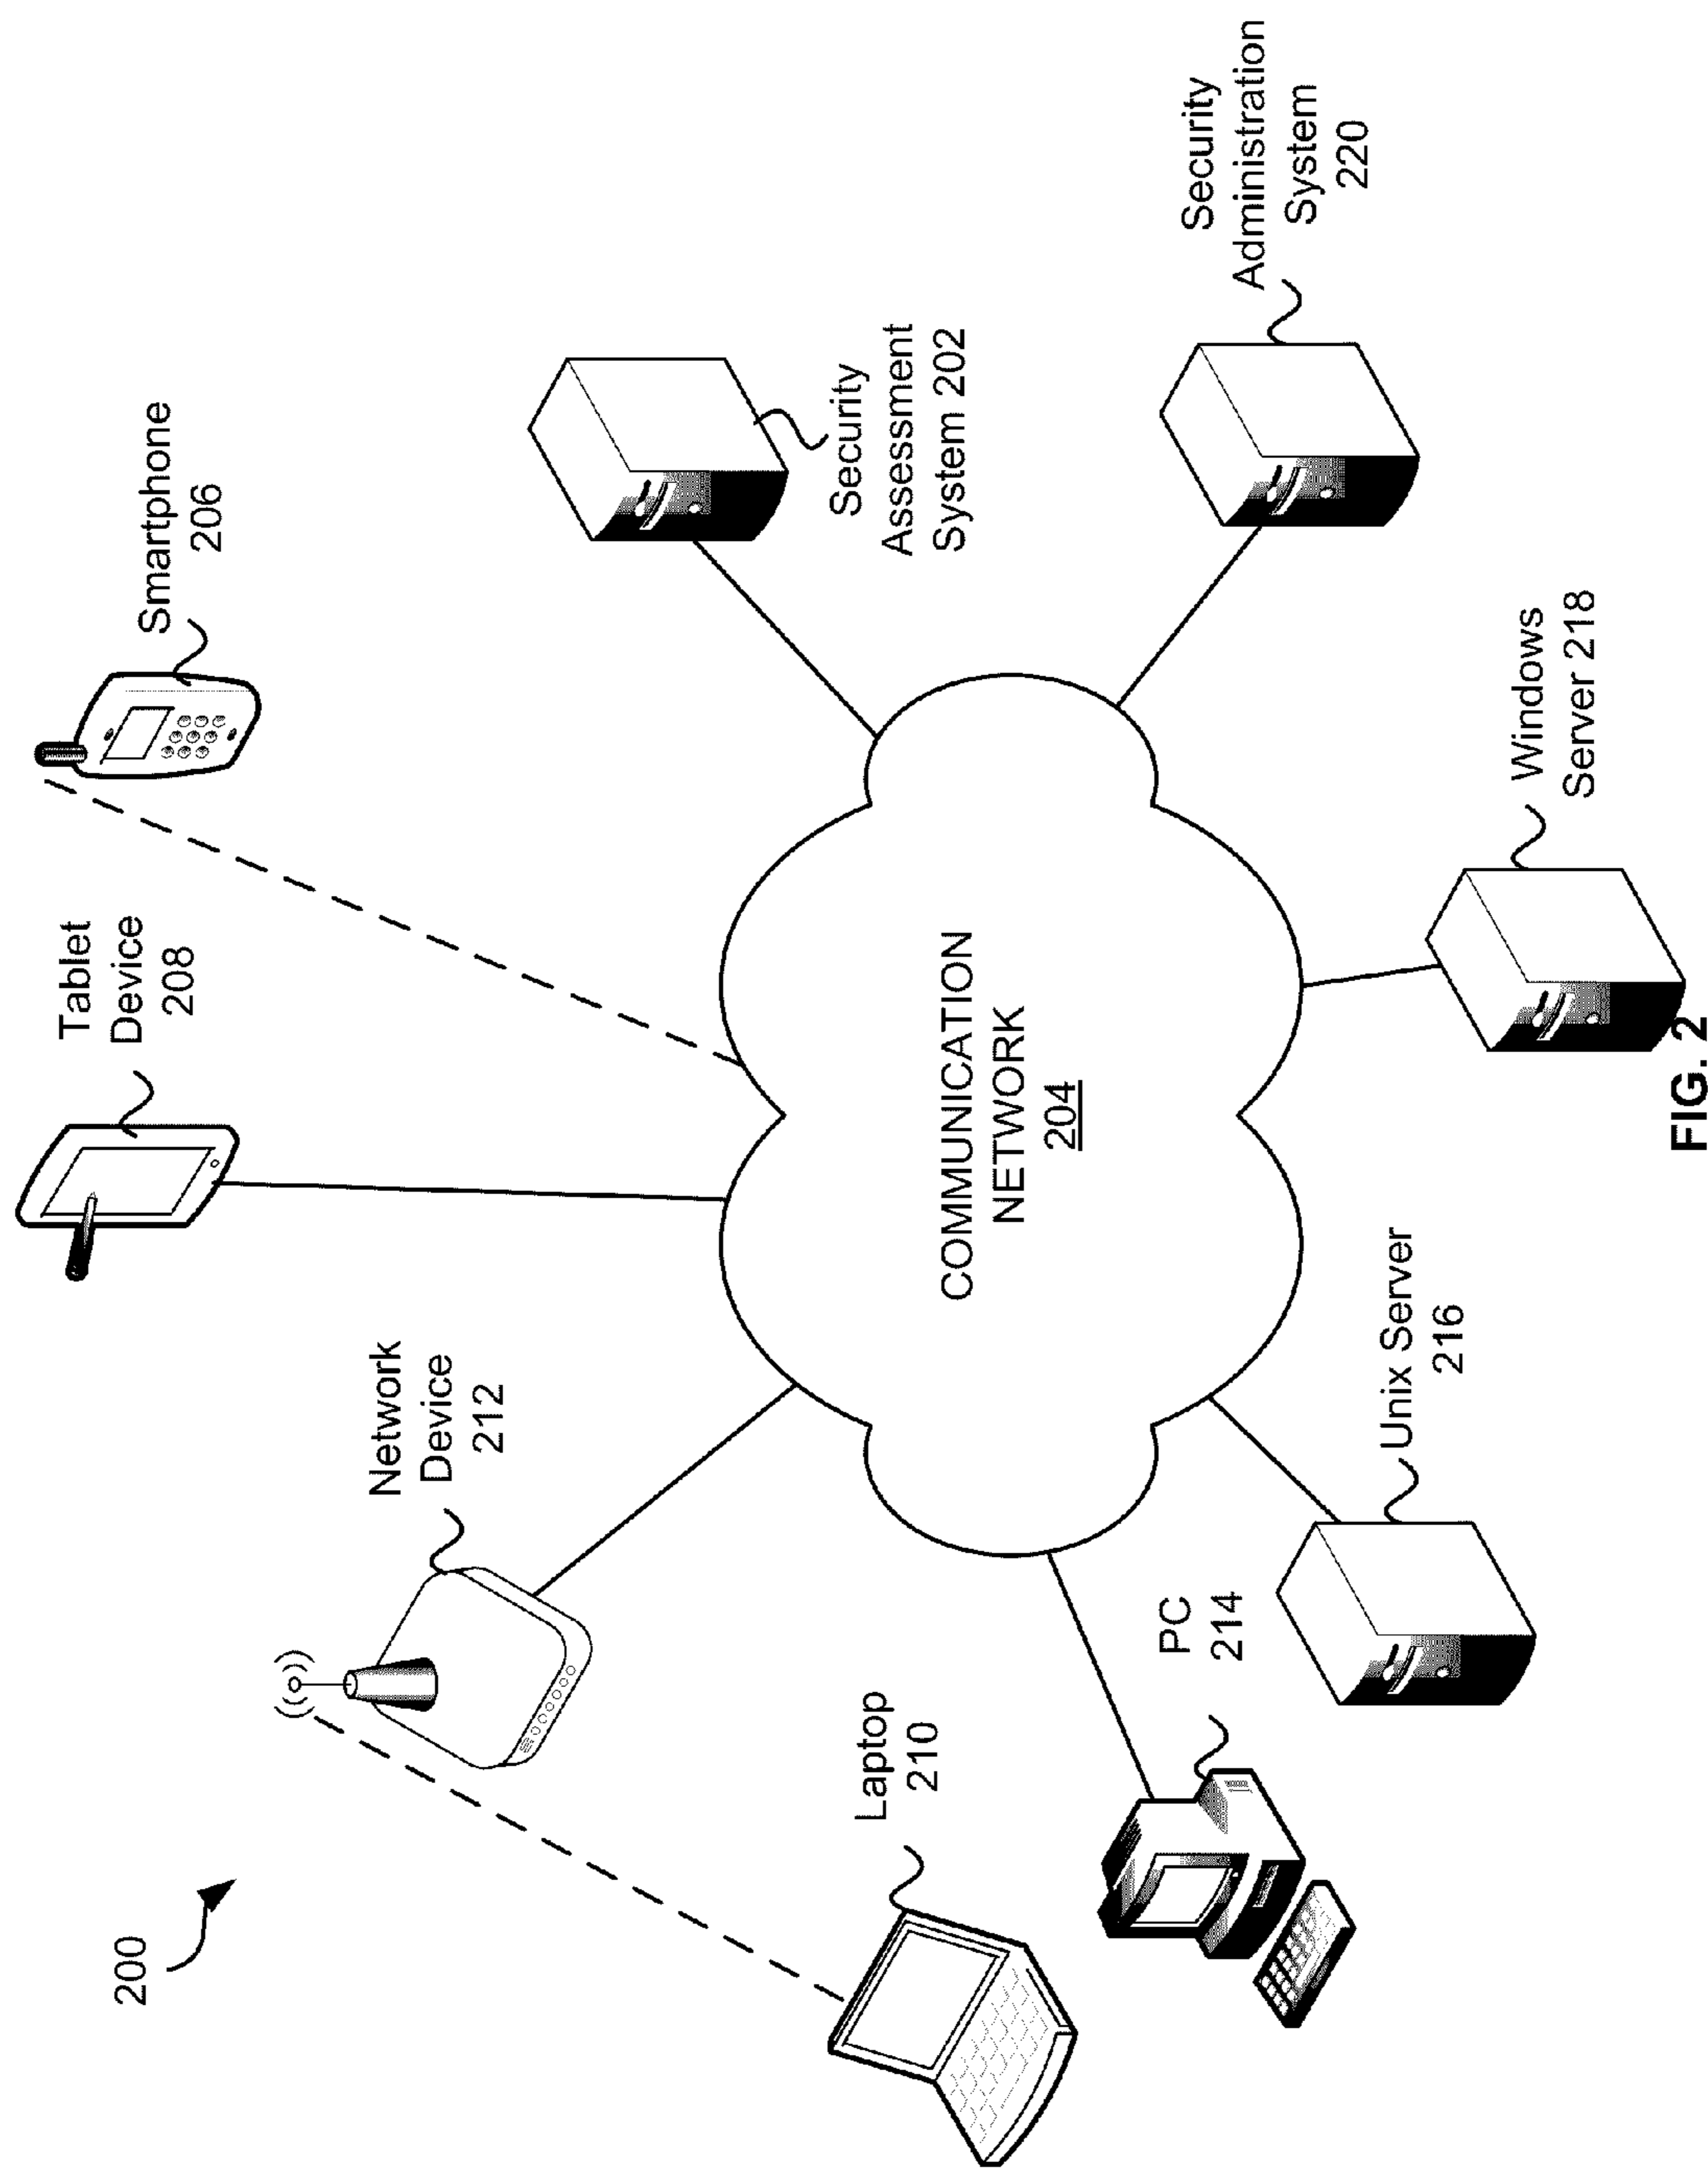 200
Network
Device
212
Tablet
Device
208
Smartphone
206
Laptop
210
COMMUNICATION
NETWORK
204
Security
Assessment
System 202
PC
214
Unix Server
216
Windows
Server 218
Security
Administration
System
220
FIG. 2